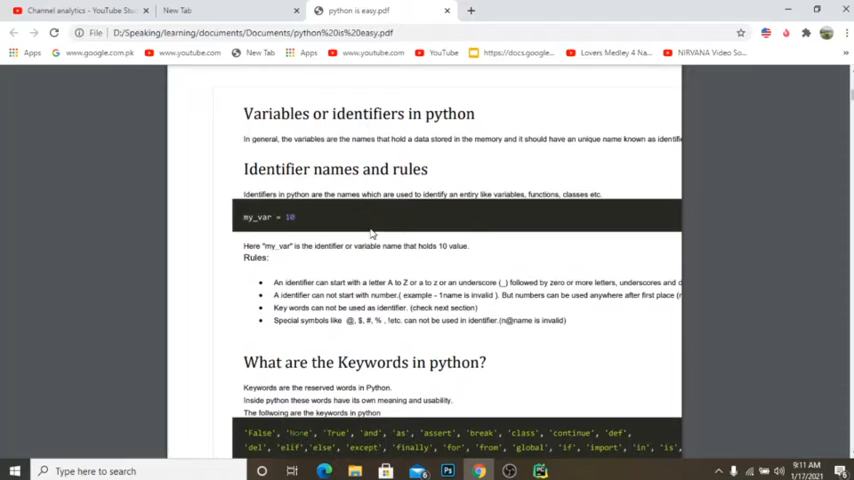 Channel analytics - YouTube Stud
New Tab
python is easy.pdf
File | D:/Speaking/learning/documents/Documents/python%20is%20easy.pdf
Apps www.google.com.pk www.youtube.com New Tab Apps www.youtube.com YouTube https://docs.google... Lovers Medley 4 Na... NIRVANA Video So...
Variables or identifiers in python
In general, the variables are the names that hold a data stored in the memory and it should have an unique name known as identifi
Identifier names and rules
Identifiers in python are the names which are used to identify an entry like variables, functions, classes etc.
my_var = 10
Here "my_var" is the identifier or variable name that holds 10 value.
Rules:
• An identifier can start with a letter A to Z or a to z or an underscore (_) followed by zero or more letters, underscores and d
• A identifier can not start with number.( example - 1name is invalid ). But numbers can be used anywhere after first place (n
• Key words can not be used as identifier. (check next section)
• Special symbols like @, $, #, % , !etc. can not be used in identifier.(n@name is invalid)
What are the Keywords in python?
Keywords are the reserved words in Python.
Inside python these words have its own meaning and usability.
The follwoing are the keywords in python
'False', 'None', 'True', 'and', 'as', 'assert', 'break', 'class', 'continue', 'def',
'del', 'elif','else', 'except', 'finally', 'for', 'from', 'global', 'if', 'import', 'in', 'is',
Type here to search
9:11 AM
1/17/2021